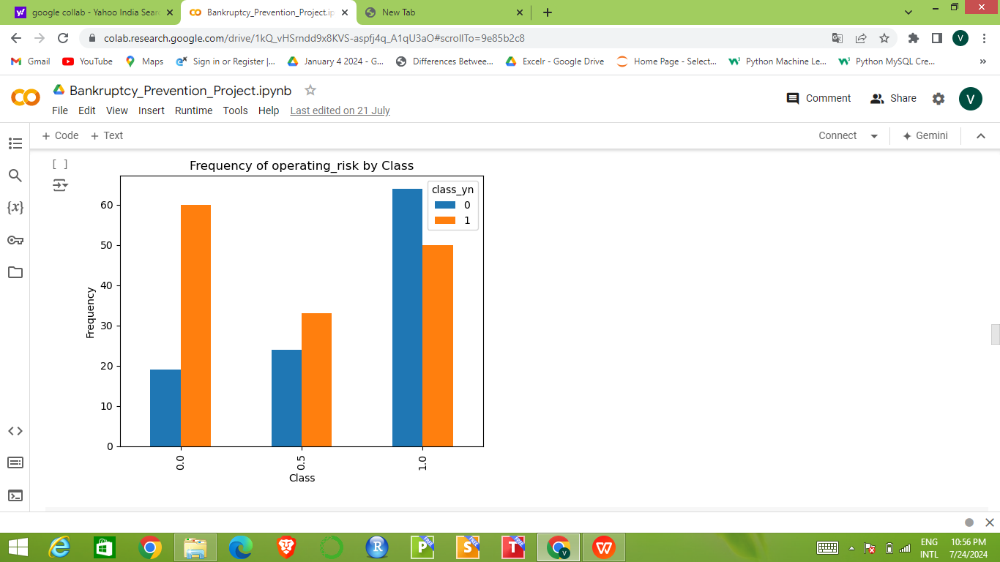 google collab - Yahoo India Sear
Bankruptcy_Prevention_Project.ip
New Tab
colab.research.google.com/drive/1kQ_vHSrndd9x8KVS-aspfj4q_A1qU3aO#scrollTo=9e85b2c8
V
Gmail
YouTube
Maps
Sign in or Register |...
January 4 2024 - G...
Differences Betwee...
Excelr - Google Drive
Home Page - Select...
Python Machine Le...
Python MySQL Cre...
»
Bankruptcy_Prevention_Project.ipynb
File Edit View Insert Runtime Tools Help Last edited on 21 July
Comment
Share
V
+ Code + Text
Connect
Gemini
[ ]
{x}
Frequency of operating_risk by Class
class_yn
0
1
60
50
40
30
20
10
0
Frequency
0.0
0.5
1.0
Class
R
P
FREE
S
FREE
T
FREE
V
W
ENG
INTL
10:56 PM
7/24/2024